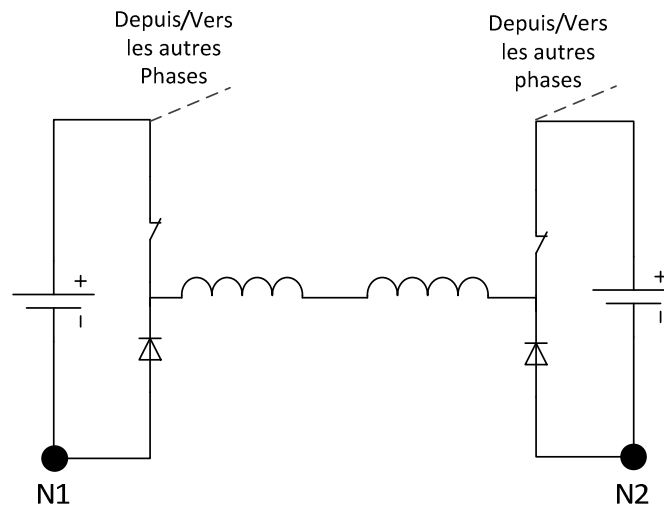 Depuis/Vers
les autres
Phases
Depuis/Vers
les autres
phases
+
–
+
–
N1
N2